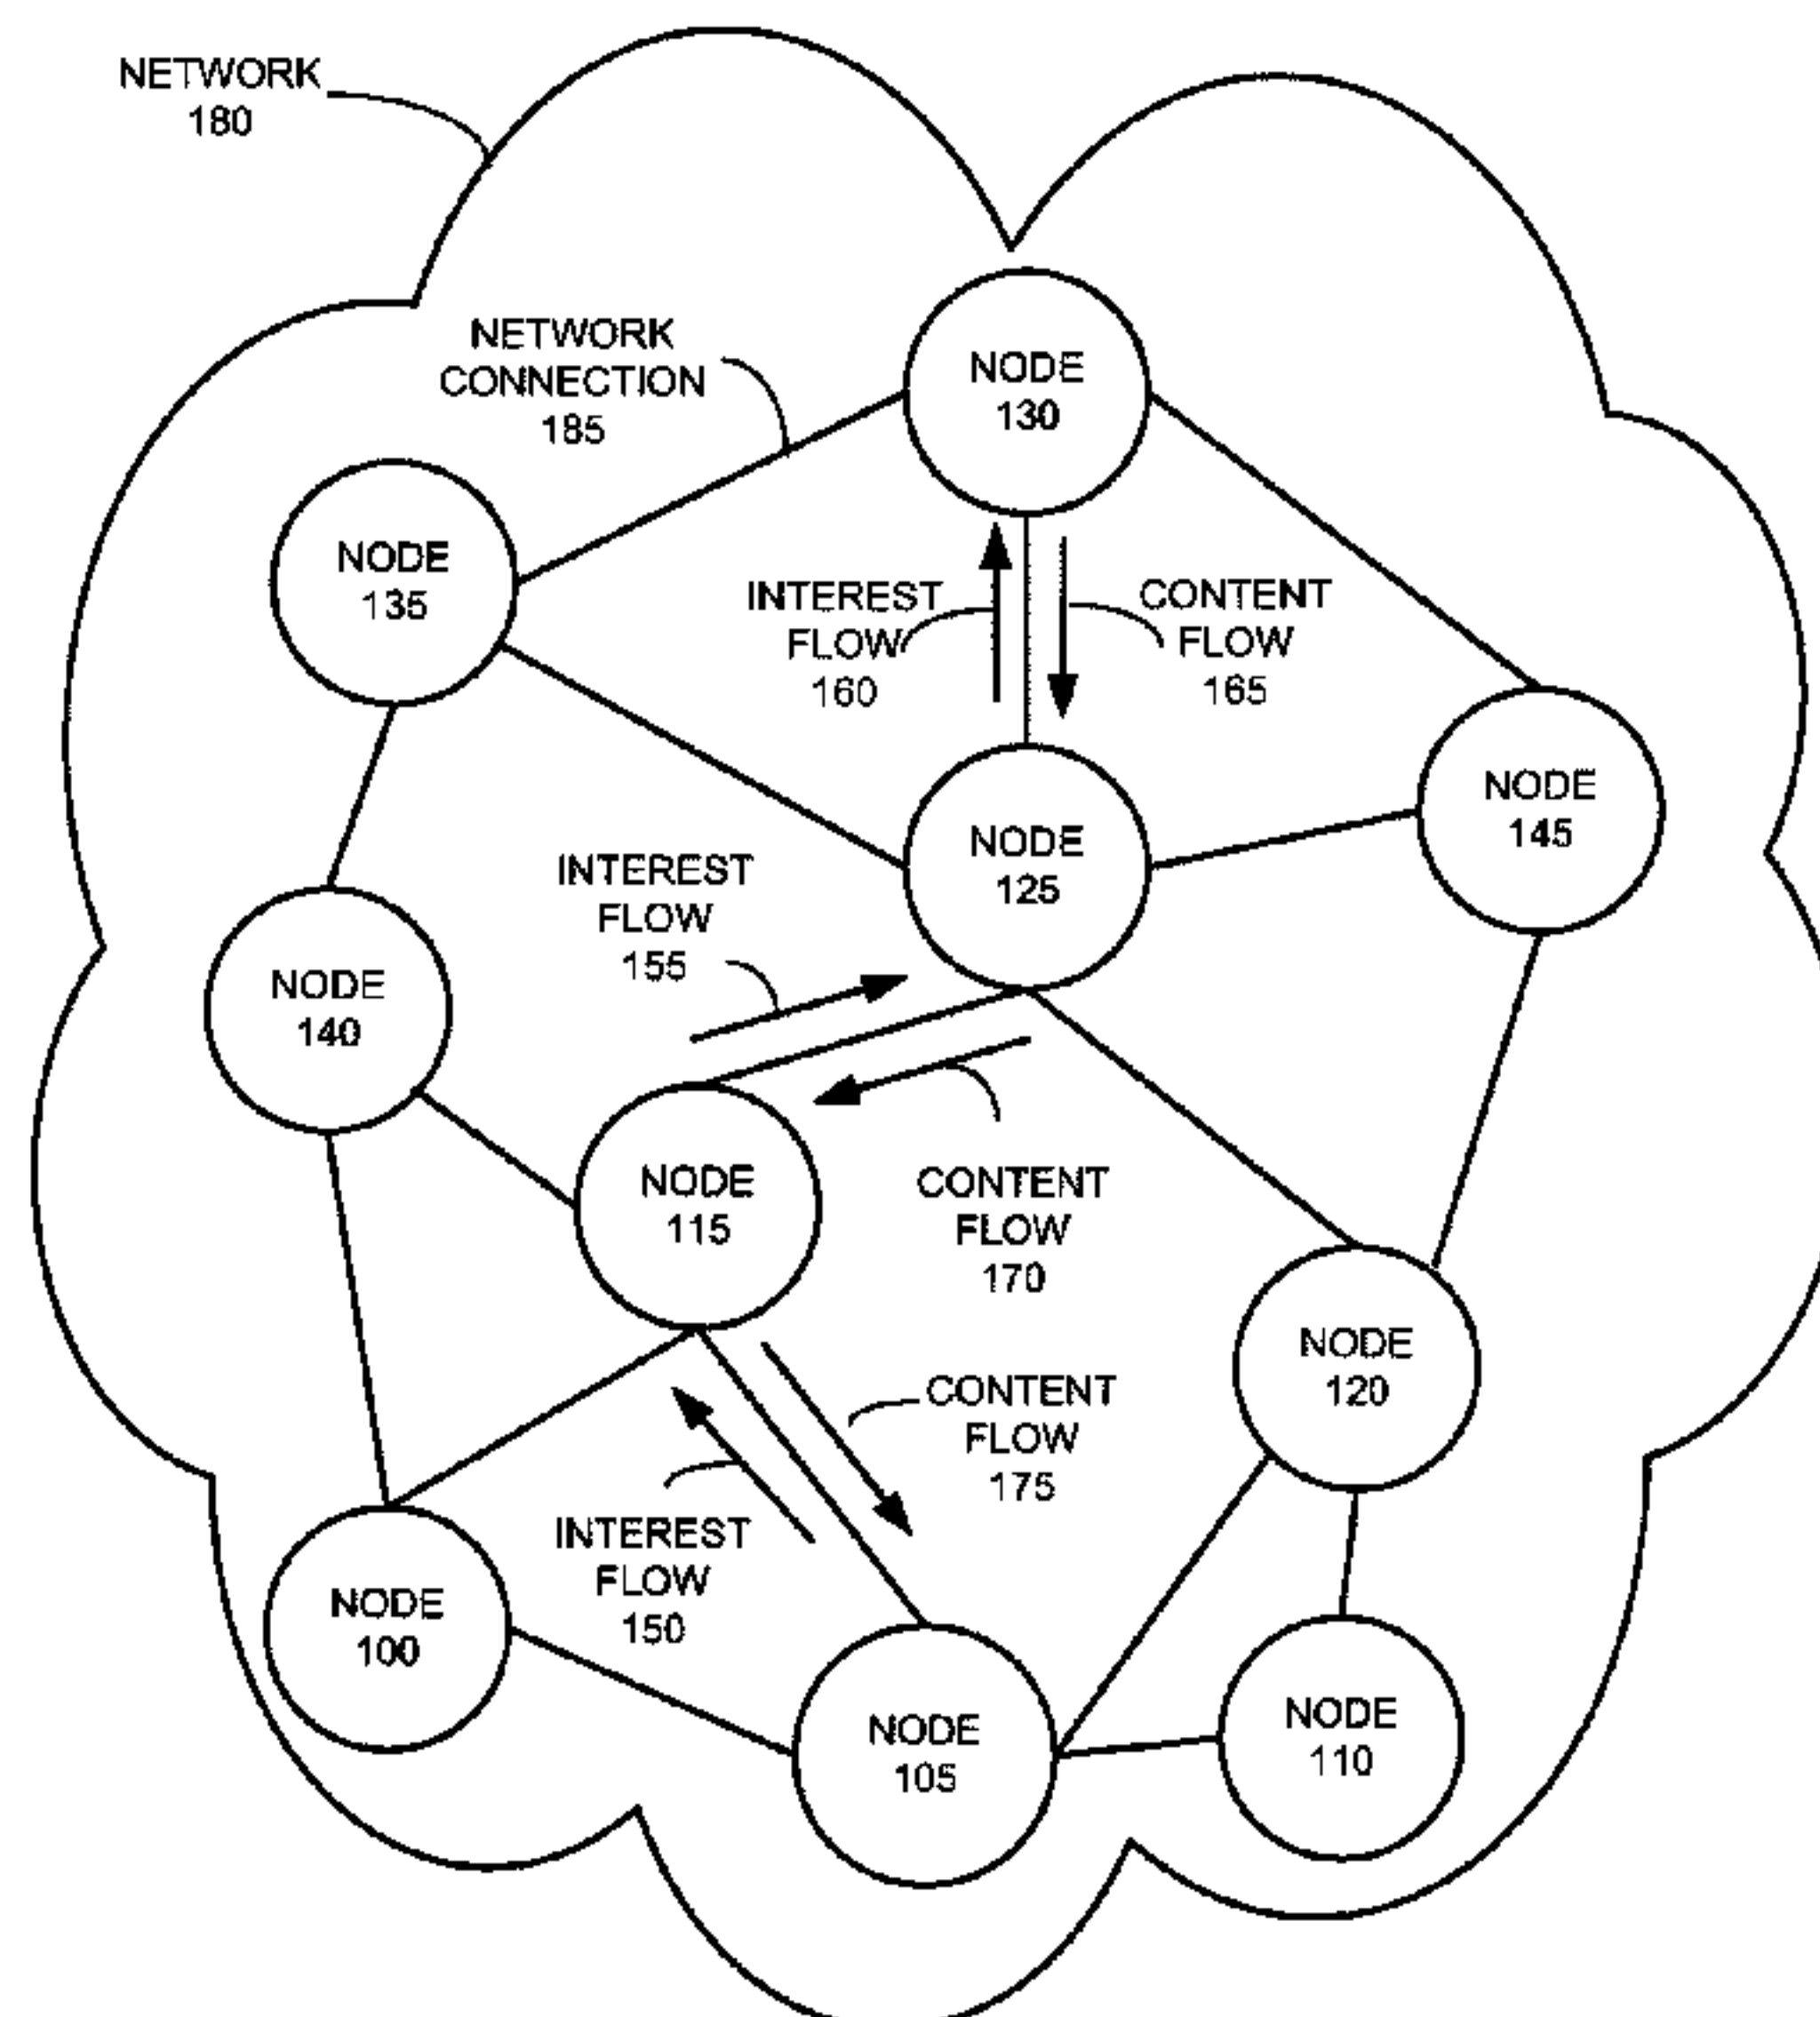 NETWORK
180
NETWORK
CONNECTION
185
NODE
130
NODE
135
INTEREST
FLOW
160
CONTENT
FLOW
165
NODE
145
NODE
125
INTEREST
FLOW
155
NODE
140
NODE
115
CONTENT
FLOW
170
NODE
120
CONTENT
FLOW
175
INTEREST
FLOW
150
NODE
100
NODE
105
NODE
110